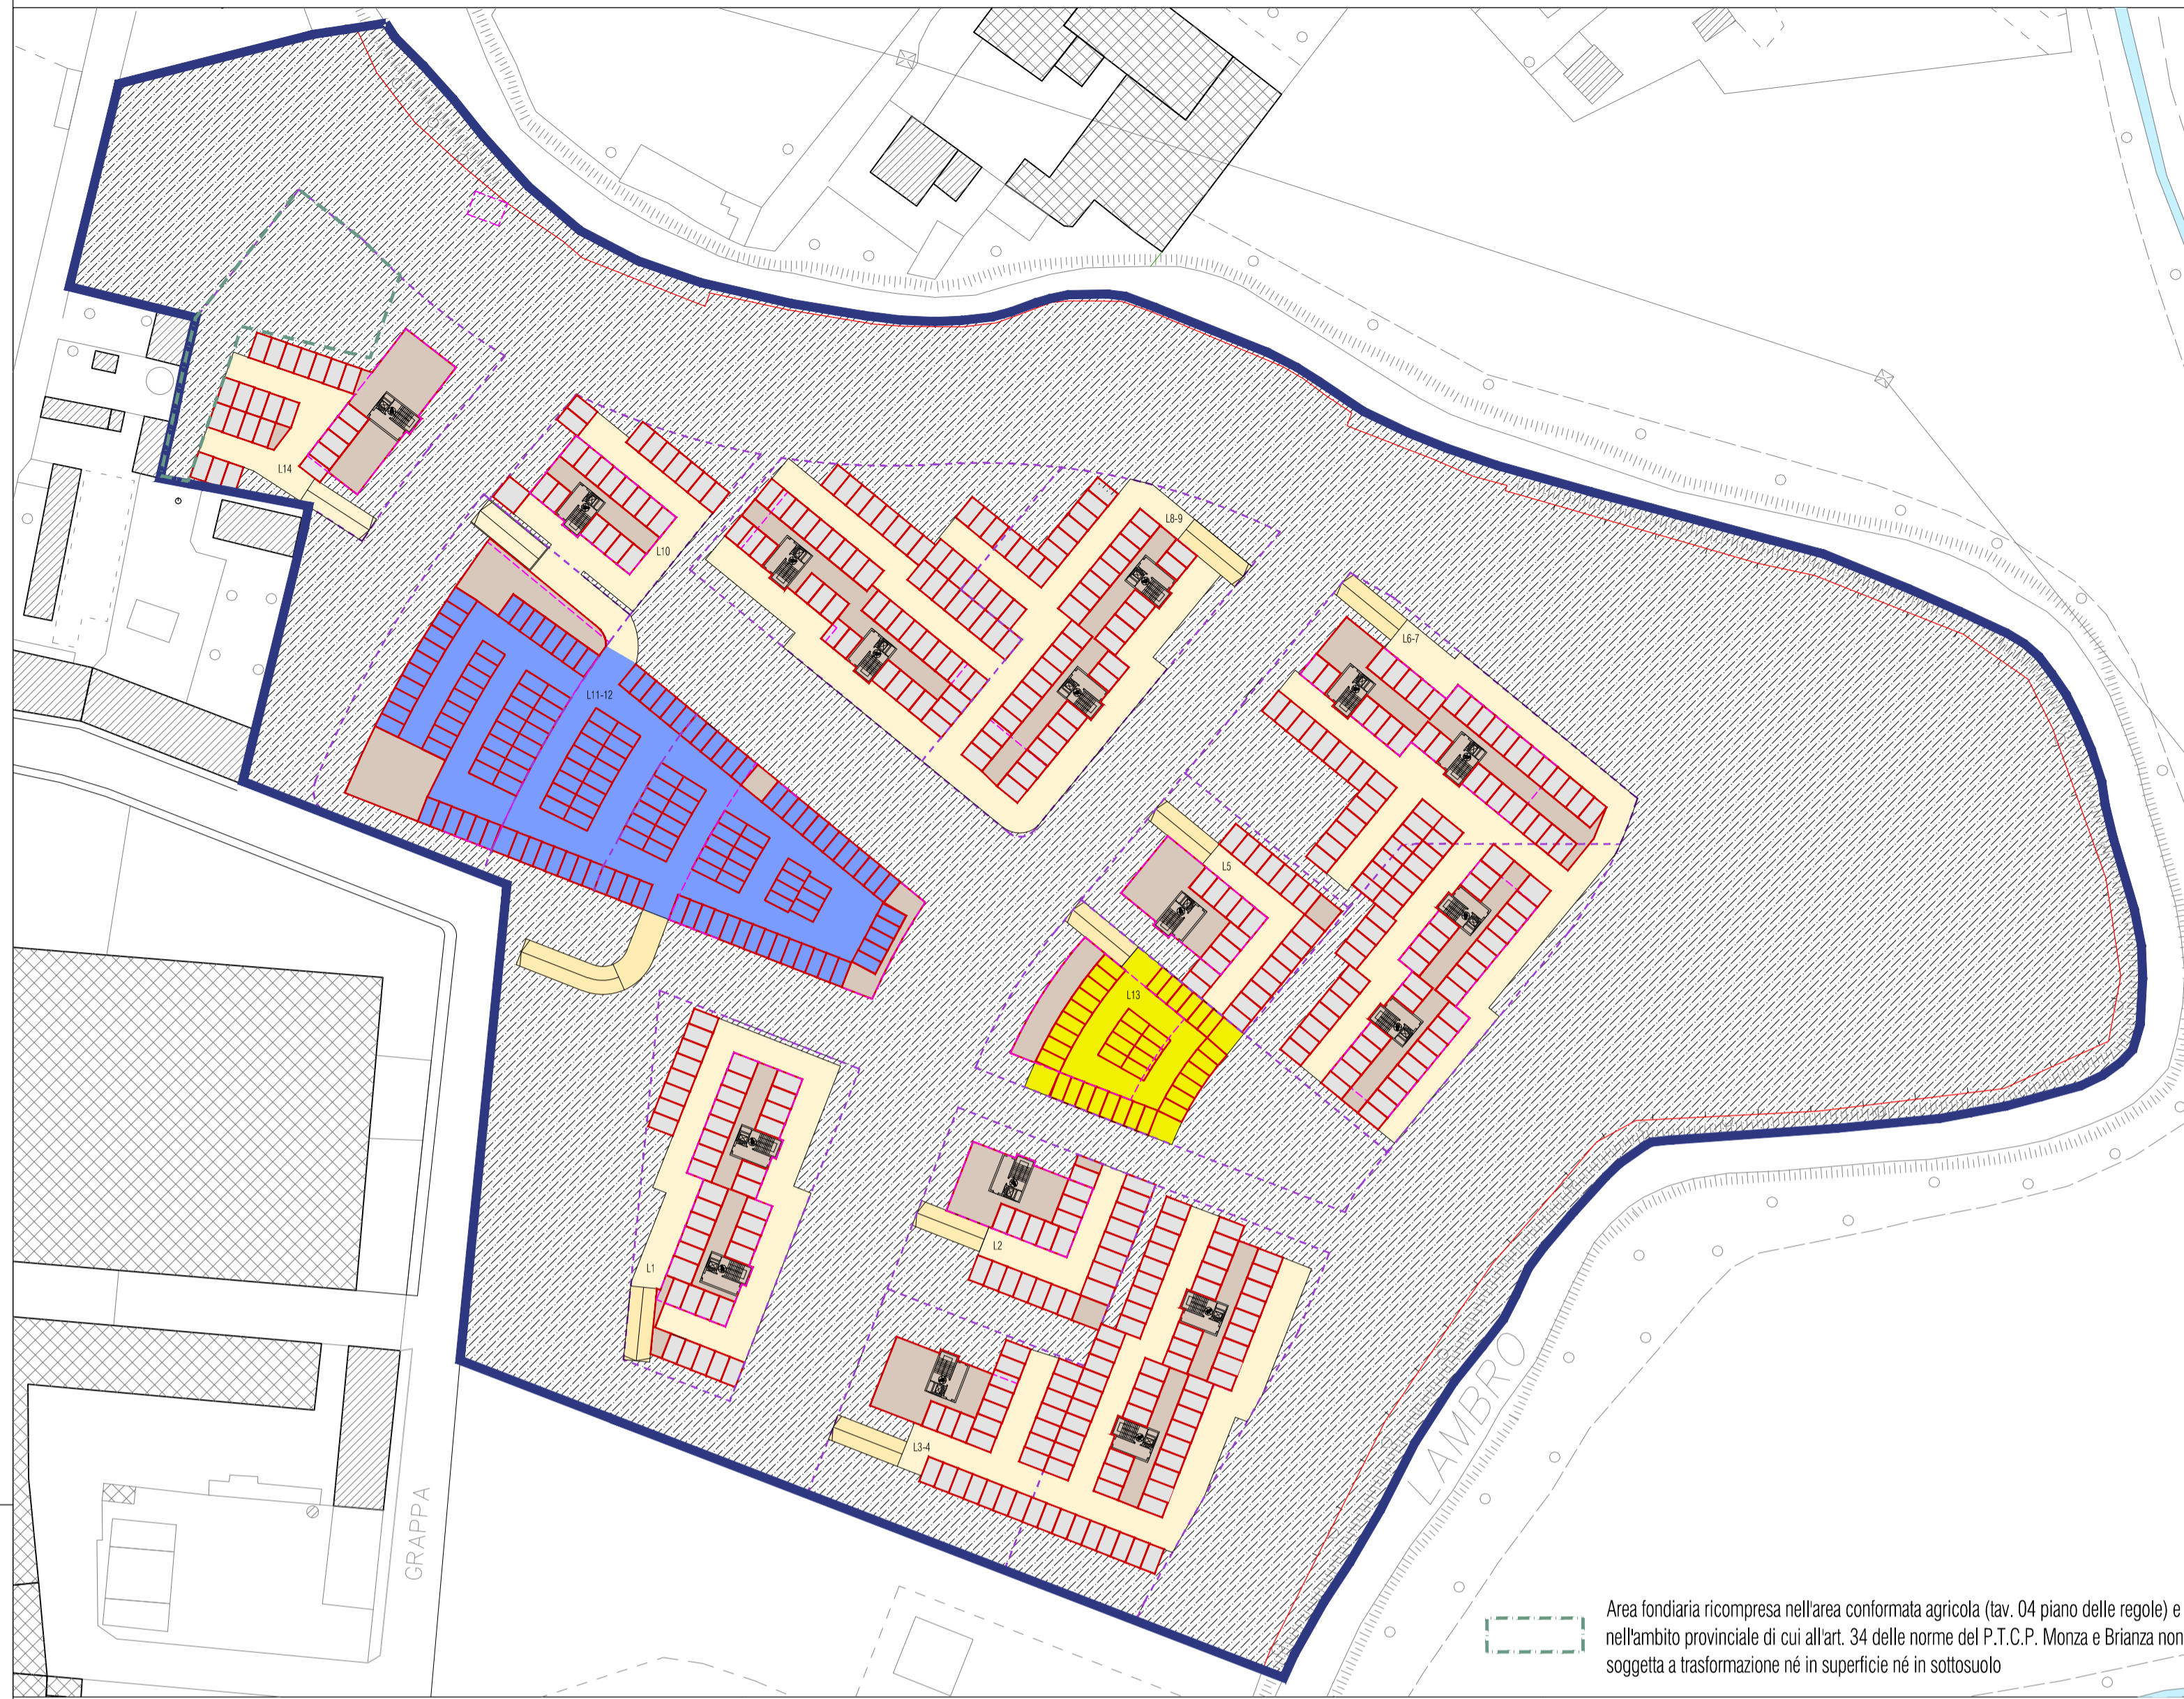 L14
L10
L8-9
L11-12
L6-7
L5
L13
L2
L1
L3-4
LAMBRO
GRAPPA
Area fondiaria ricompresa nell'area conformata agricola (tav. 04 piano delle regole) e
nell'ambito provinciale di cui all'art. 34 delle norme del P.T.C.P. Monza e Brianza non
soggetta a trasformazione né in superficie né in sottosuolo